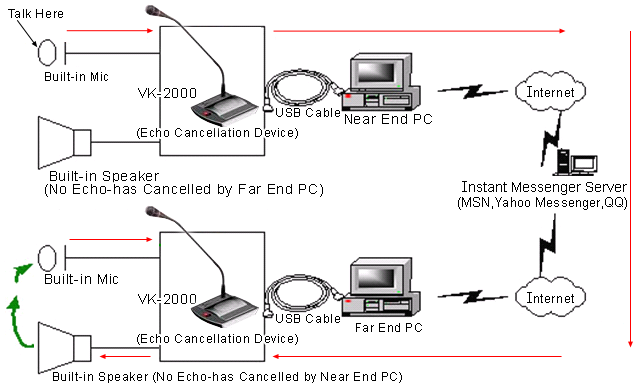 Talk Here
Built-in Mic
VK-2000
(Echo Cancellation Device)
USB Cable
Near End PC
Internet
Built-in Speaker
(No Echo-has Cancelled by Far End PC)
Instant Messenger Server
(MSN,Yahoo Messenger,QQ)
Built-in Mic
VK-2000
(Echo Cancellation Device)
USB Cable
Far End PC
Internet
Built-in Speaker (No Echo-has Cancelled by Near End PC)